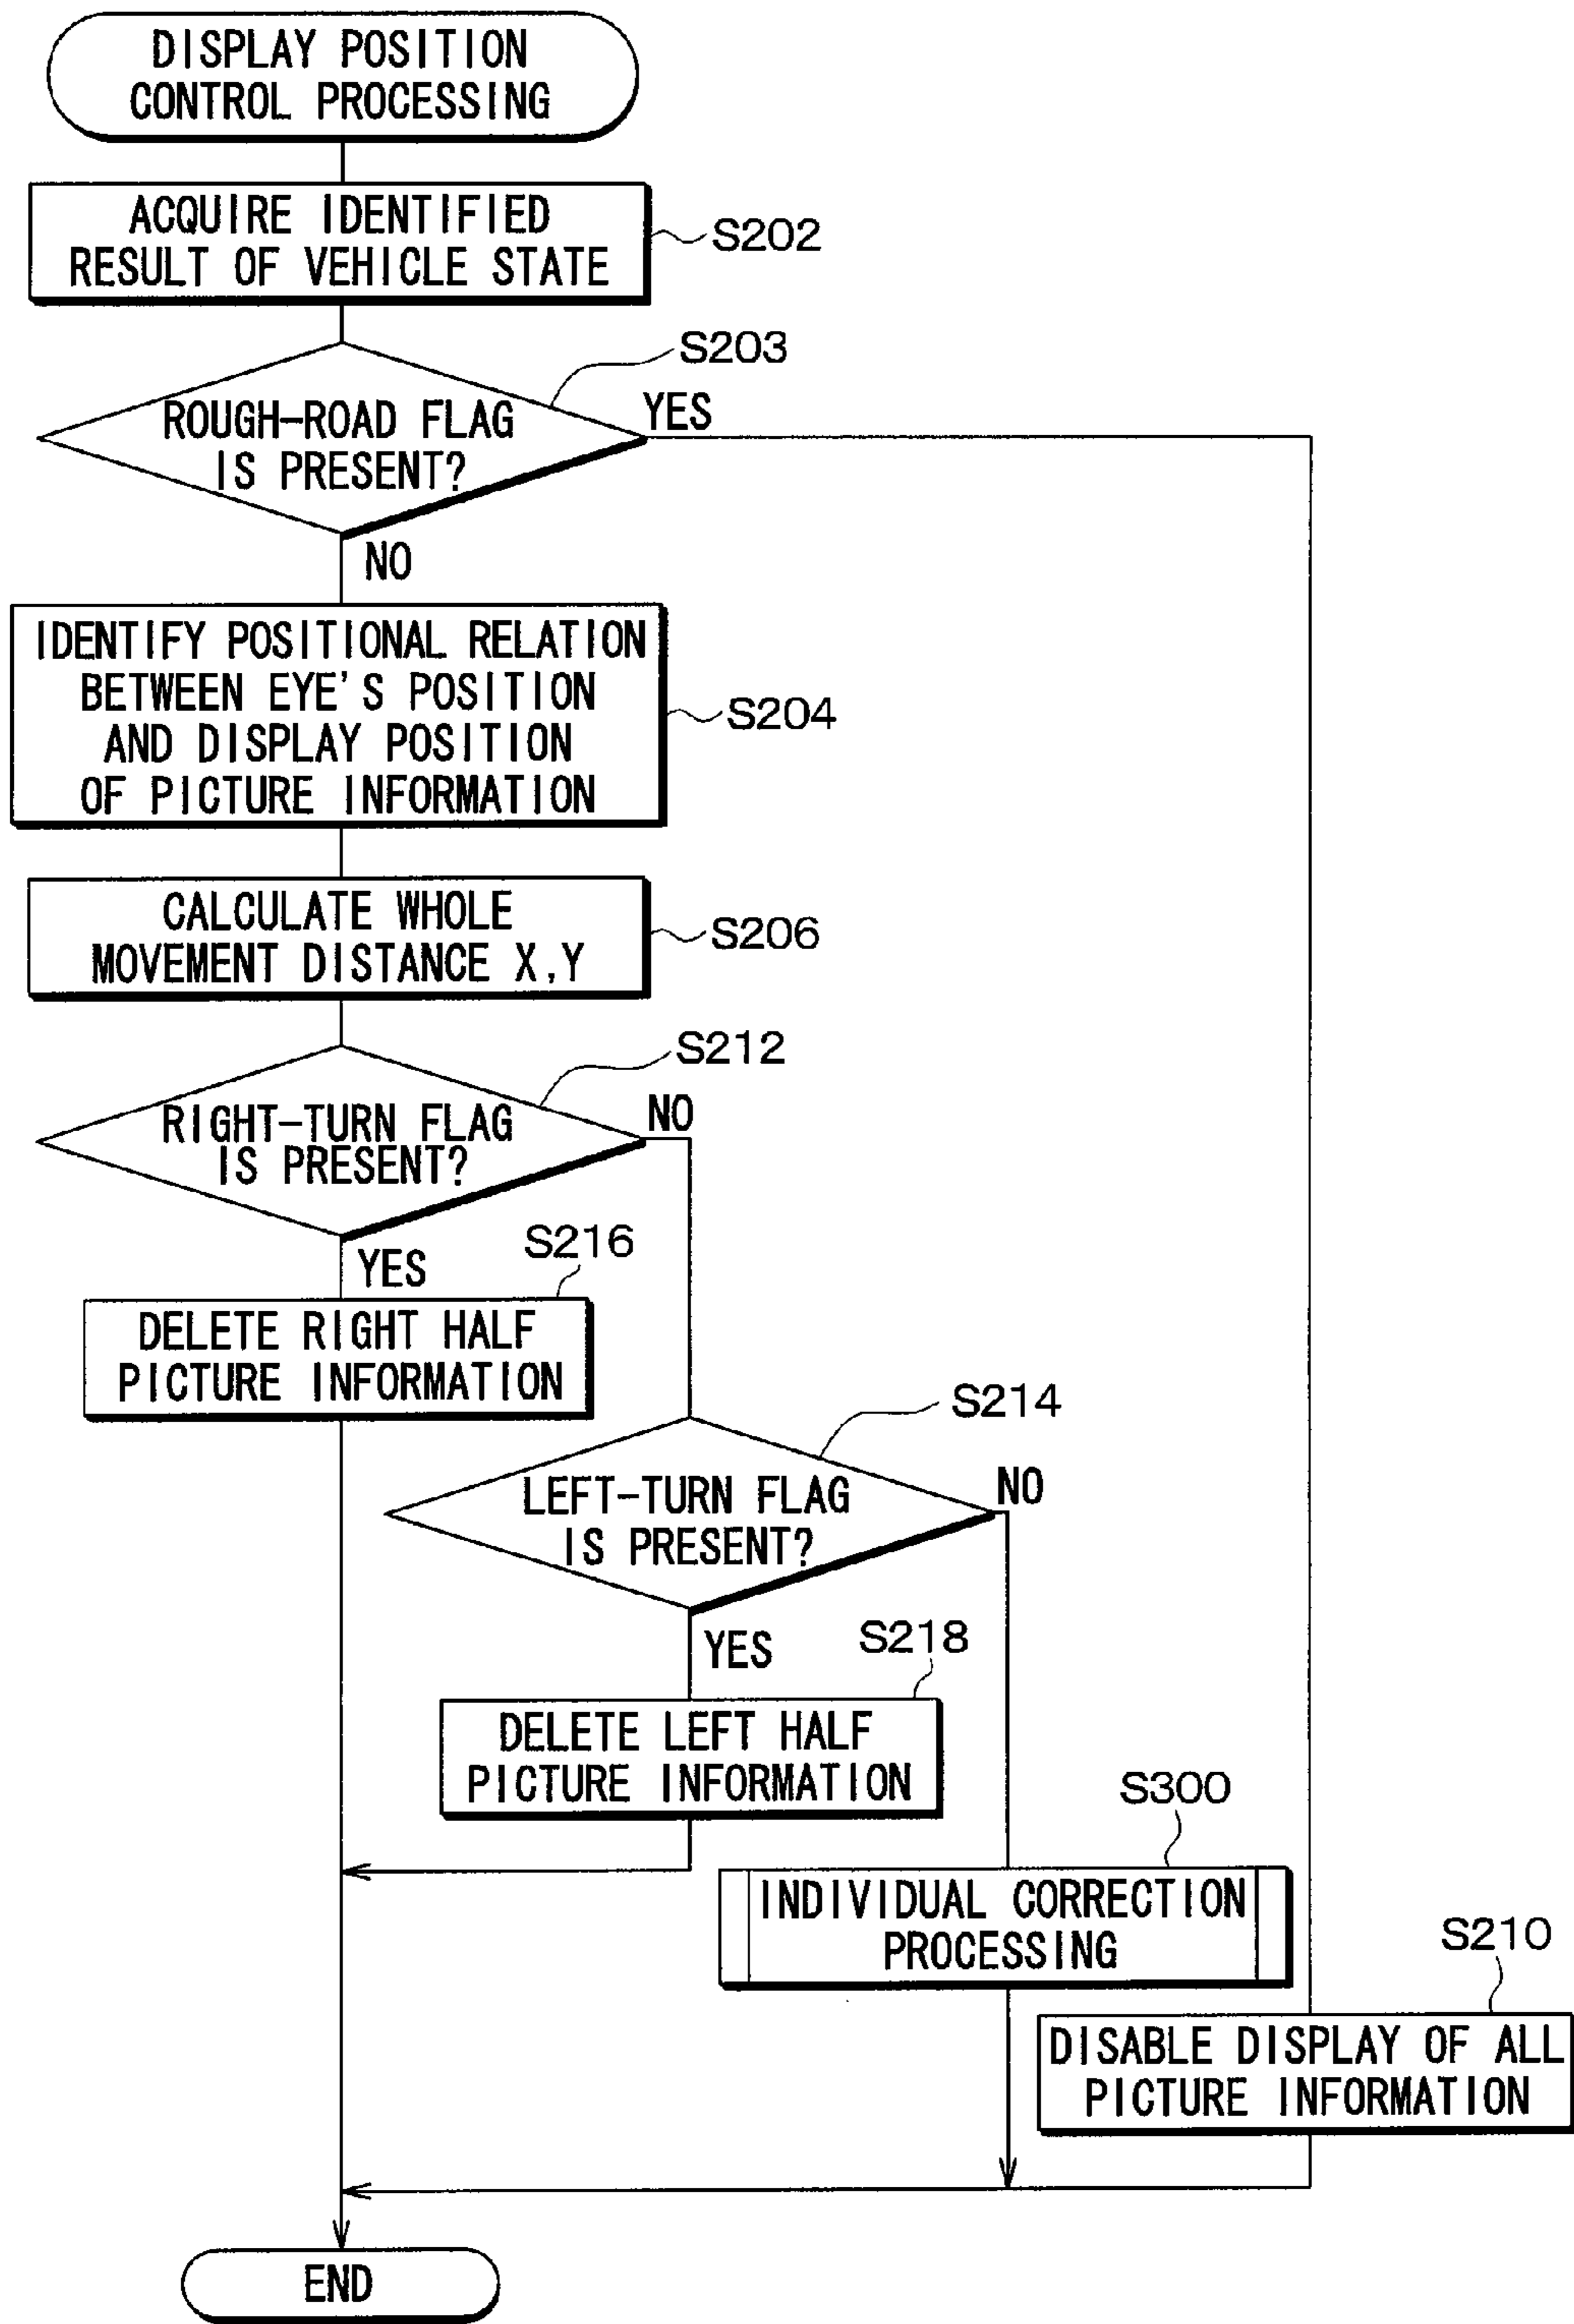 DISPLAY POSITION
CONTROL PROCESSING
ACQUIRE IDENTIFIED
RESULT OF VEHICLE STATE
S202
S203
ROUGH-ROAD FLAG
IS PRESENT?
YES
NO
IDENTIFY POSITIONAL RELATION
BETWEEN EYE'S POSITION
AND DISPLAY POSITION
OF PICTURE INFORMATION
S204
CALCULATE WHOLE
MOVEMENT DISTANCE X,Y
S206
S212
RIGHT-TURN FLAG
IS PRESENT?
NO
YES
S216
DELETE RIGHT HALF
PICTURE INFORMATION
S214
LEFT-TURN FLAG
IS PRESENT?
NO
YES
S218
DELETE LEFT HALF
PICTURE INFORMATION
S300
INDIVIDUAL CORRECTION
PROCESSING
S210
DISABLE DISPLAY OF ALL
PICTURE INFORMATION
END